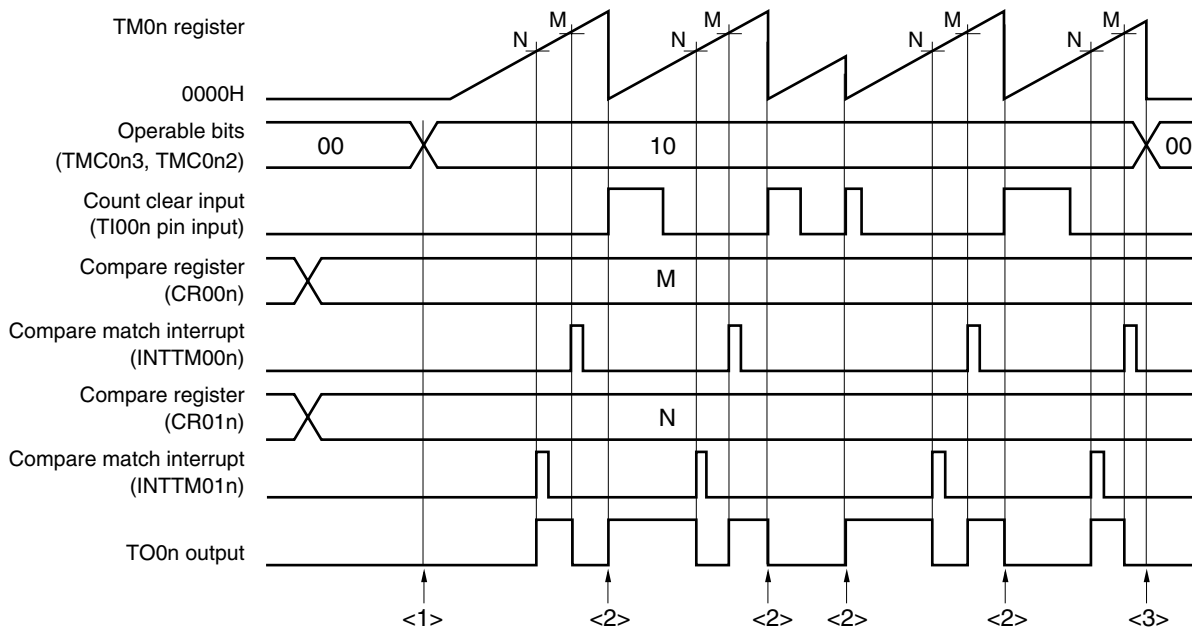 TM0n register
M
N
M
N
M
N
M
N
0000H
Operable bits
(TMC0n3, TMC0n2)
00
10
00
Count clear input
(TI00n pin input)
Compare register
(CR00n)
M
Compare match interrupt
(INTTM00n)
Compare register
(CR01n)
N
Compare match interrupt
(INTTM01n)
TO0n output
<1>
<2>
<2>
<2>
<2>
<3>